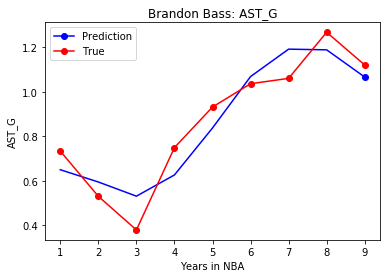 Brandon Bass: AST_G
Prediction
True
AST_G
1.2
1.0
0.8
0.6
0.4
1 2 3 4 5 6 7 8 9
Years in NBA